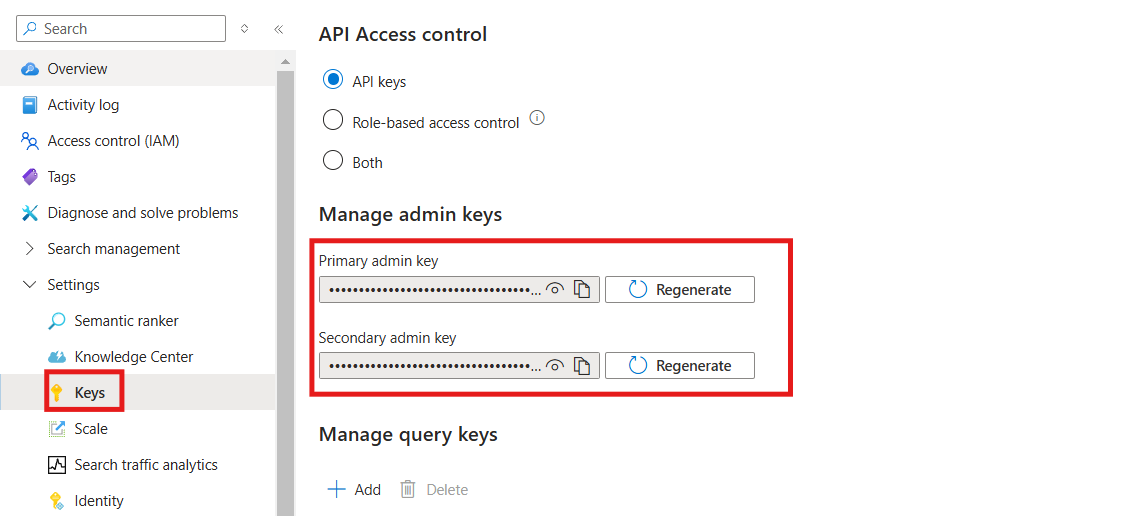 Search
Overview
Activity log
Access control (IAM)
Tags
Diagnose and solve problems
Search management
Settings
Semantic ranker
Knowledge Center
Keys
Scale
Search traffic analytics
Identity
API Access control
API keys
Role-based access control
Both
Manage admin keys
Primary admin key
••••••••••••••••••••••••••••••••••... Regenerate
Secondary admin key
••••••••••••••••••••••••••••••••••... Regenerate
Manage query keys
Add Delete